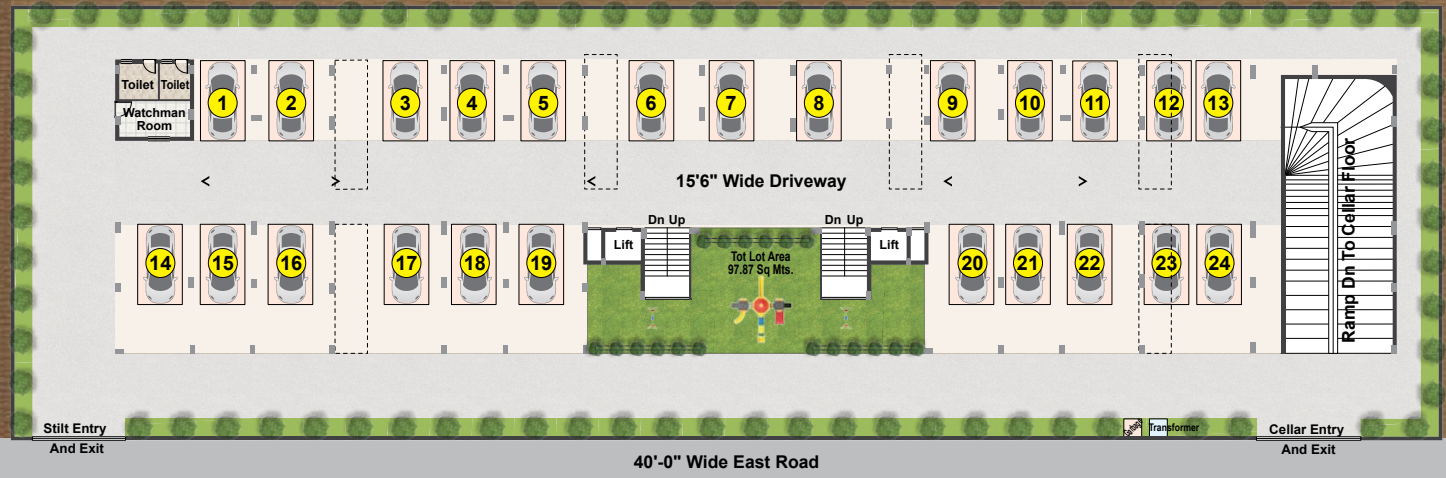 Toilet Toilet
Watchman
Room
1 2 3 4 5 6 7 8 9 10 11 12 13
< > < 15'6" Wide Driveway < >
Dn Up Dn Up
Lift Lift
Tot Lot Area
97.87 Sq Mts.
14 15 16 17 18 19 20 21 22 23 24
Ramp Dn To Cellar Floor
Garbage Transformer
Stilt Entry
And Exit
Cellar Entry
And Exit
40'-0" Wide East Road